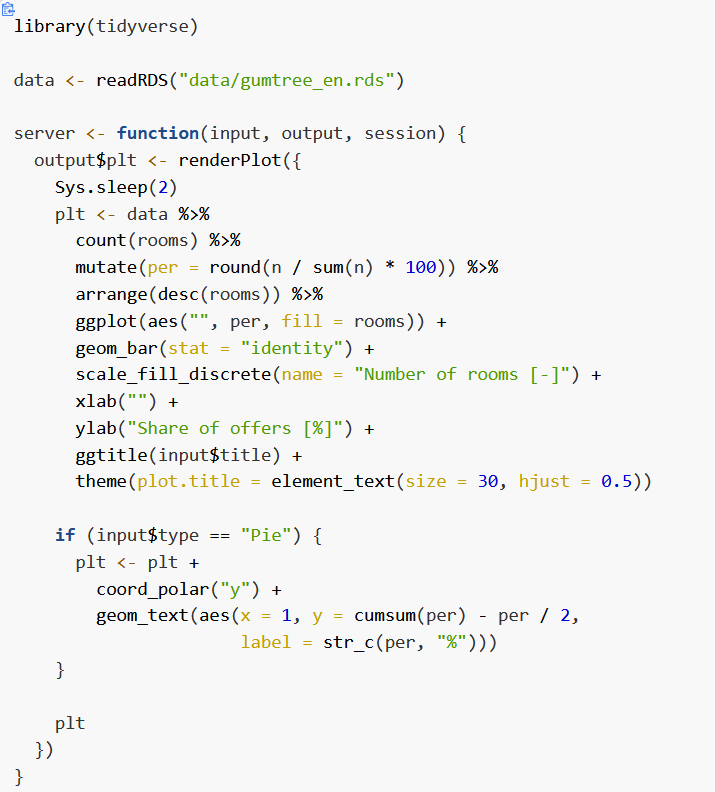 library(tidyverse)
data <- readRDS("data/gumtree_en.rds")
server <- function(input, output, session) {
  output$plt <- renderPlot({
    Sys.sleep(2)
    plt <- data %>%
      count(rooms) %>%
      mutate(per = round(n / sum(n) * 100)) %>%
      arrange(desc(rooms)) %>%
      ggplot(aes("", per, fill = rooms)) +
      geom_bar(stat = "identity") +
      scale_fill_discrete(name = "Number of rooms [-]") +
      xlab("") +
      ylab("Share of offers [%]") +
      ggtitle(input$title) +
      theme(plot.title = element_text(size = 30, hjust = 0.5))
    if (input$type == "Pie") {
      plt <- plt +
        coord_polar("y") +
        geom_text(aes(x = 1, y = cumsum(per) - per / 2,
                      label = str_c(per, "%")))
    }
    plt
  })
}